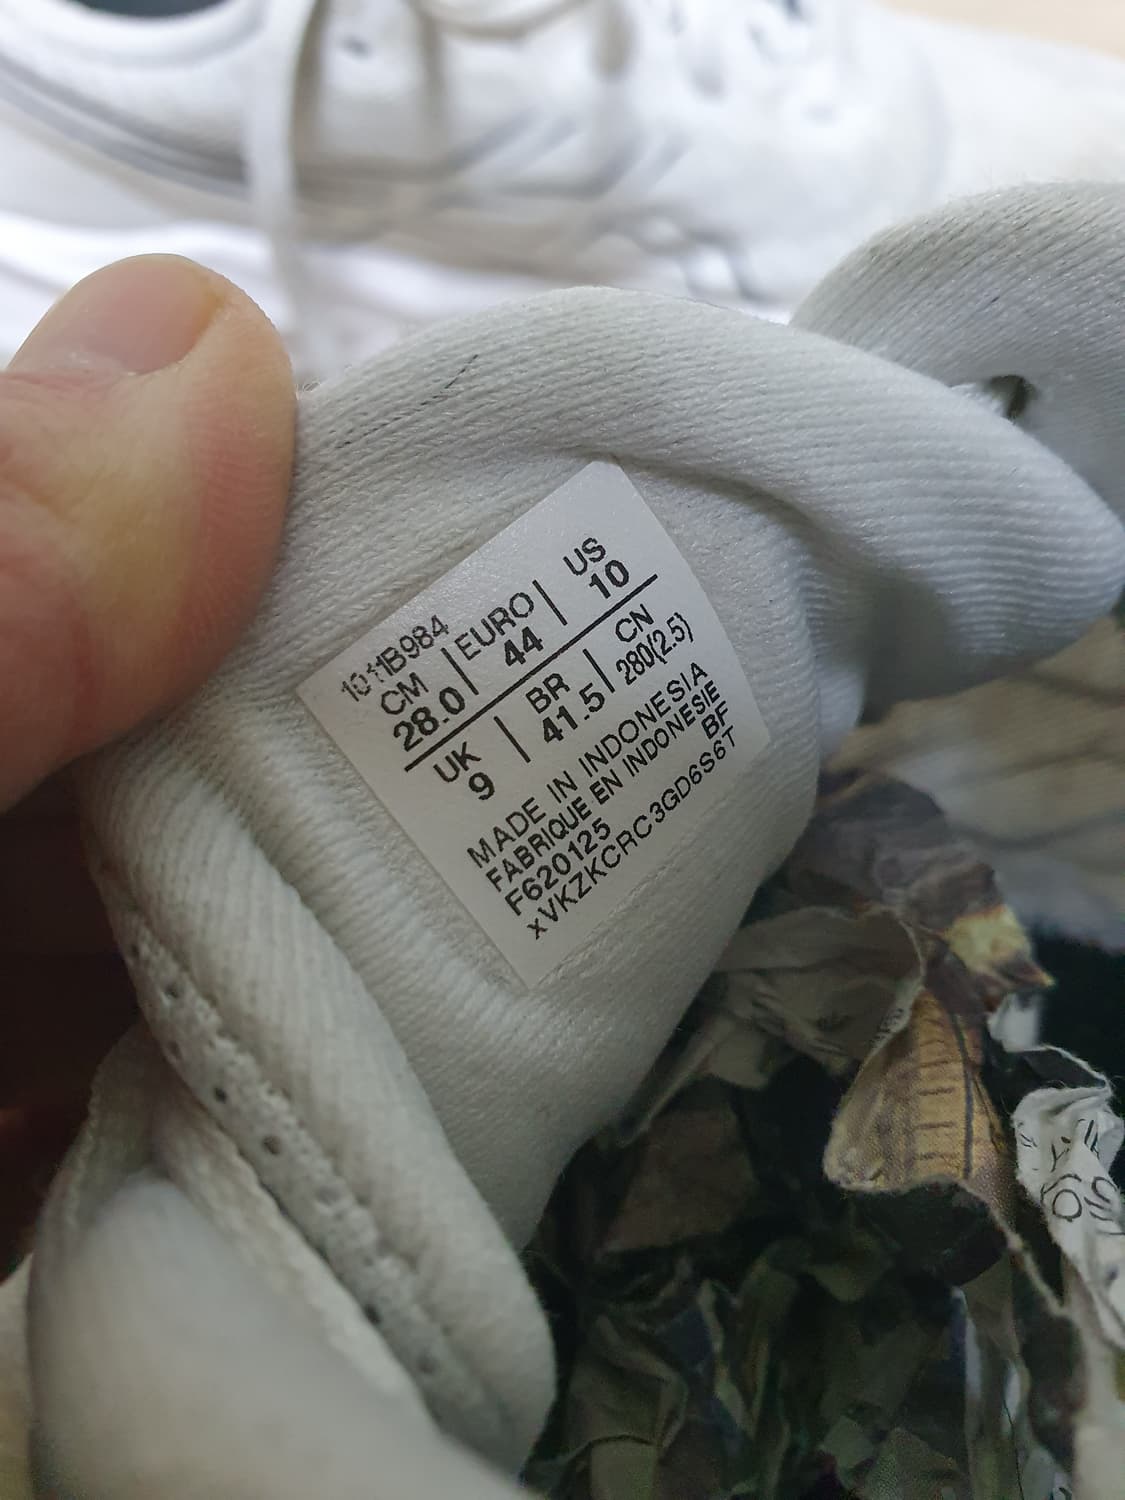 1011B984
CM | EURO | US
28.0 | 44 | 10
UK | BR | CN
9 | 41.5 | 280(2.5)
MADE IN INDONESIA
FABRIQUE EN INDONESIE
F620125 BF
xVKZKCRC3GD6S6T